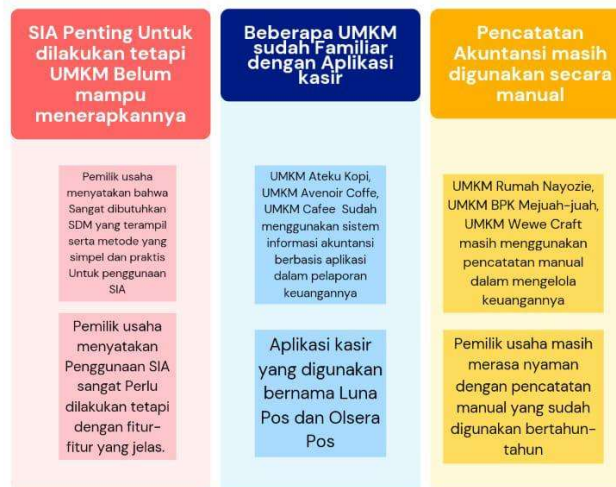 SIA Penting Untuk
dilakukan tetapi
UMKM Belum
mampu
menerapkannya
Pemilik usaha
menyatakan bahwa
Sangat dibutuhkan
SDM yang terampil
serta metode yang
simpel dan praktis
Untuk penggunaan
SIA
Pemilik usaha
menyatakan
Penggunaan SIA
sangat Perlu
dilakukan tetapi
dengan fitur-
fitur yang jelas.
Beberapa UMKM
sudah Familiar
dengan Aplikasi
kasir
UMKM Ateku Kopi,
UMKM Avenoir Coffe,
UMKM Cafee Sudah
menggunakan sistem
informasi akuntansi
berbasis aplikasi
dalam pelaporan
keuangannya
Aplikasi kasir
yang digunakan
bernama Luna
Pos dan Olsera
Pos
Pencatatan
Akuntansi masih
digunakan secara
manual
UMKM Rumah Nayozie,
UMKM BPK Mejuah-juah,
UMKM Wewe Craft
masih menggunakan
pencatatan manual
dalam mengelola
keuangannya
Pemilik usaha masih
merasa nyaman
dengan pencatatan
manual yang sudah
digunakan bertahun-
tahun